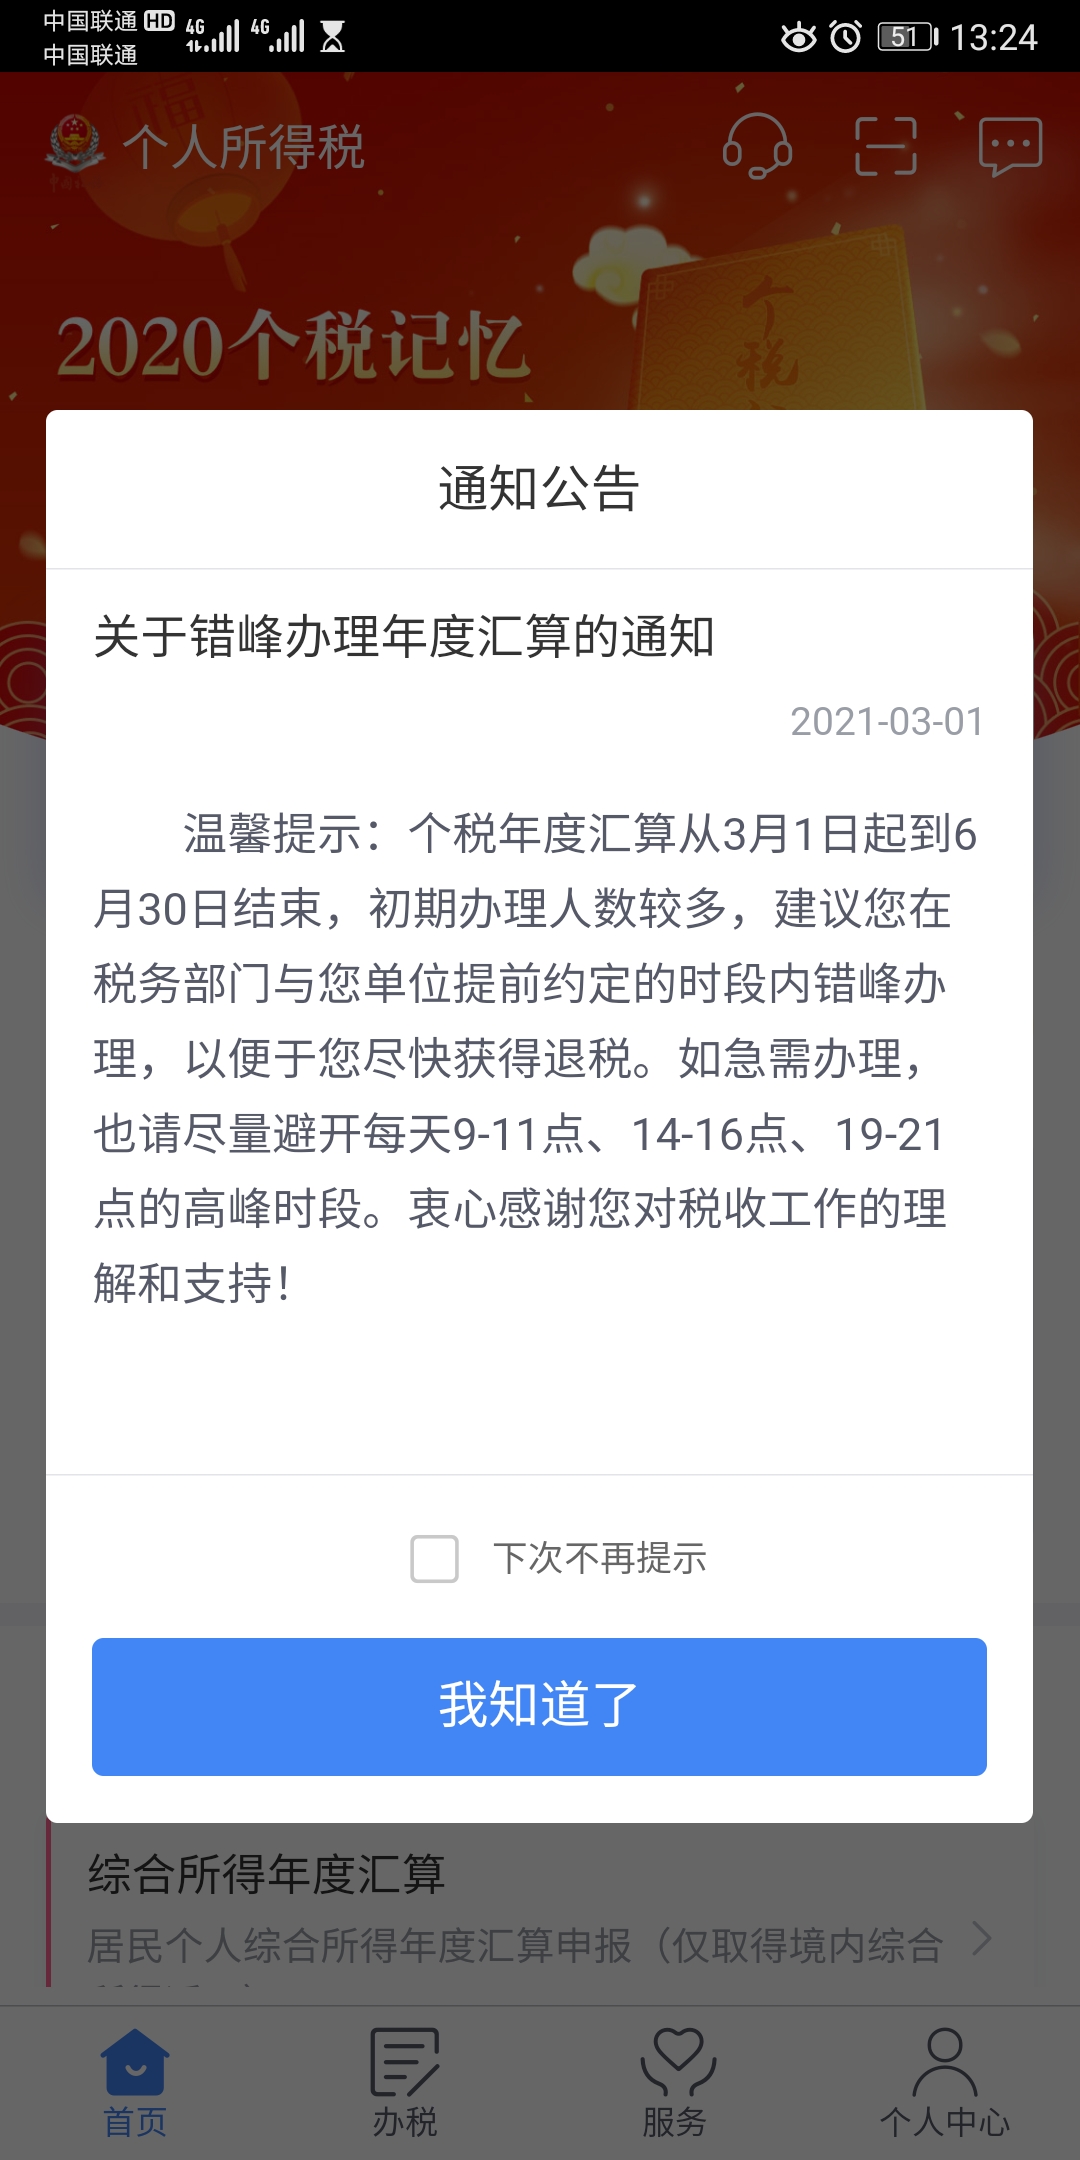 中国联通 HD 4G 4G 51 13:24
中国联通
个人所得税
2020个税记忆
个税
通知公告
关于错峰办理年度汇算的通知
2021-03-01
温馨提示：个税年度汇算从3月1日起到6
月30日结束，初期办理人数较多，建议您在
税务部门与您单位提前约定的时段内错峰办
理，以便于您尽快获得退税。如急需办理，
也请尽量避开每天9-11点、14-16点、19-21
点的高峰时段。衷心感谢您对税收工作的理
解和支持！
下次不再提示
我知道了
综合所得年度汇算
居民个人综合所得年度汇算申报（仅取得境内综合
首页 办税 服务 个人中心